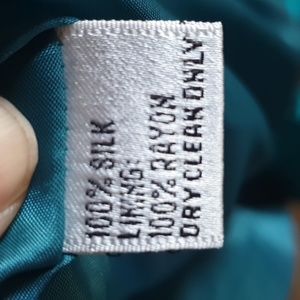 100% SILK
LINING:
100% RAYON
DRY CLEAN ONLY